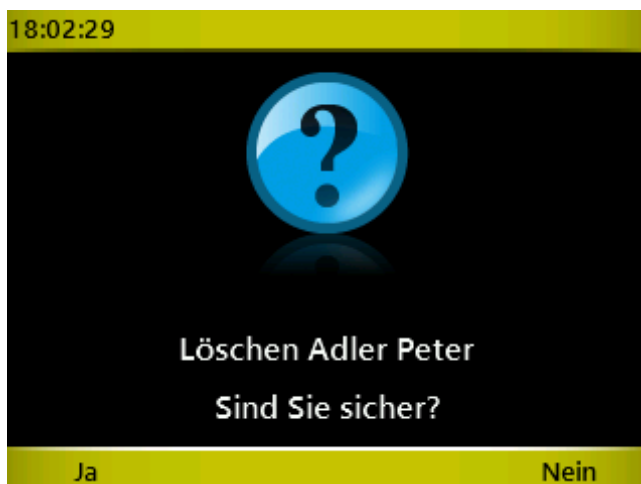 18:02:29
?
Löschen Adler Peter
Sind Sie sicher?
Ja Nein